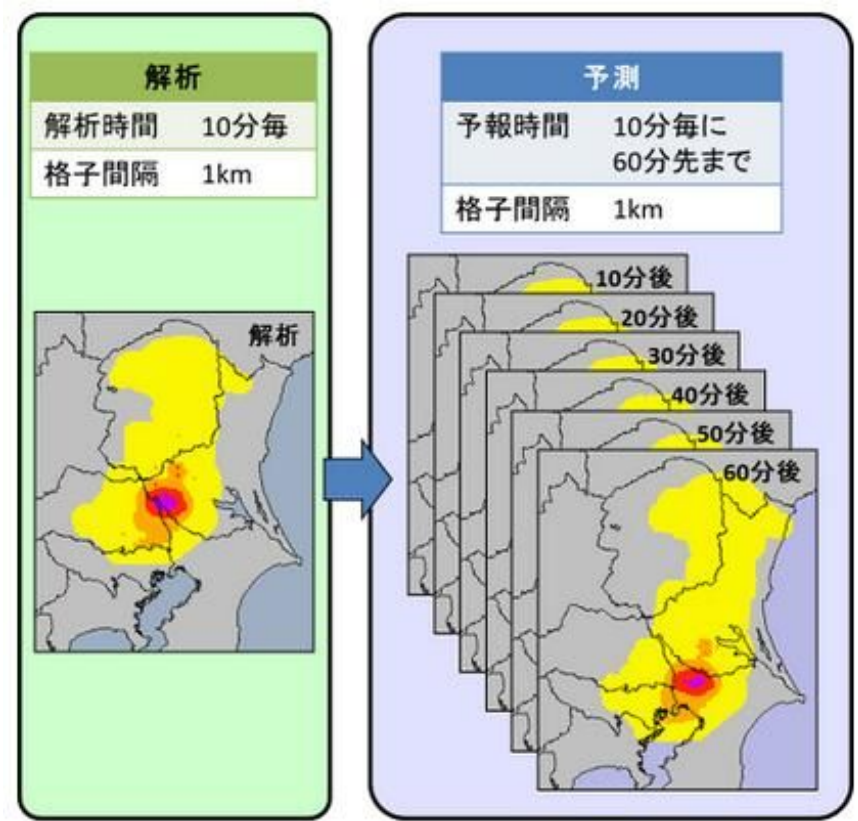 解析
解析時間 10分毎
格子間隔 1km
解析
予測
予報時間 10分毎に
60分先まで
格子間隔 1km
10分後
20分後
30分後
40分後
50分後
60分後